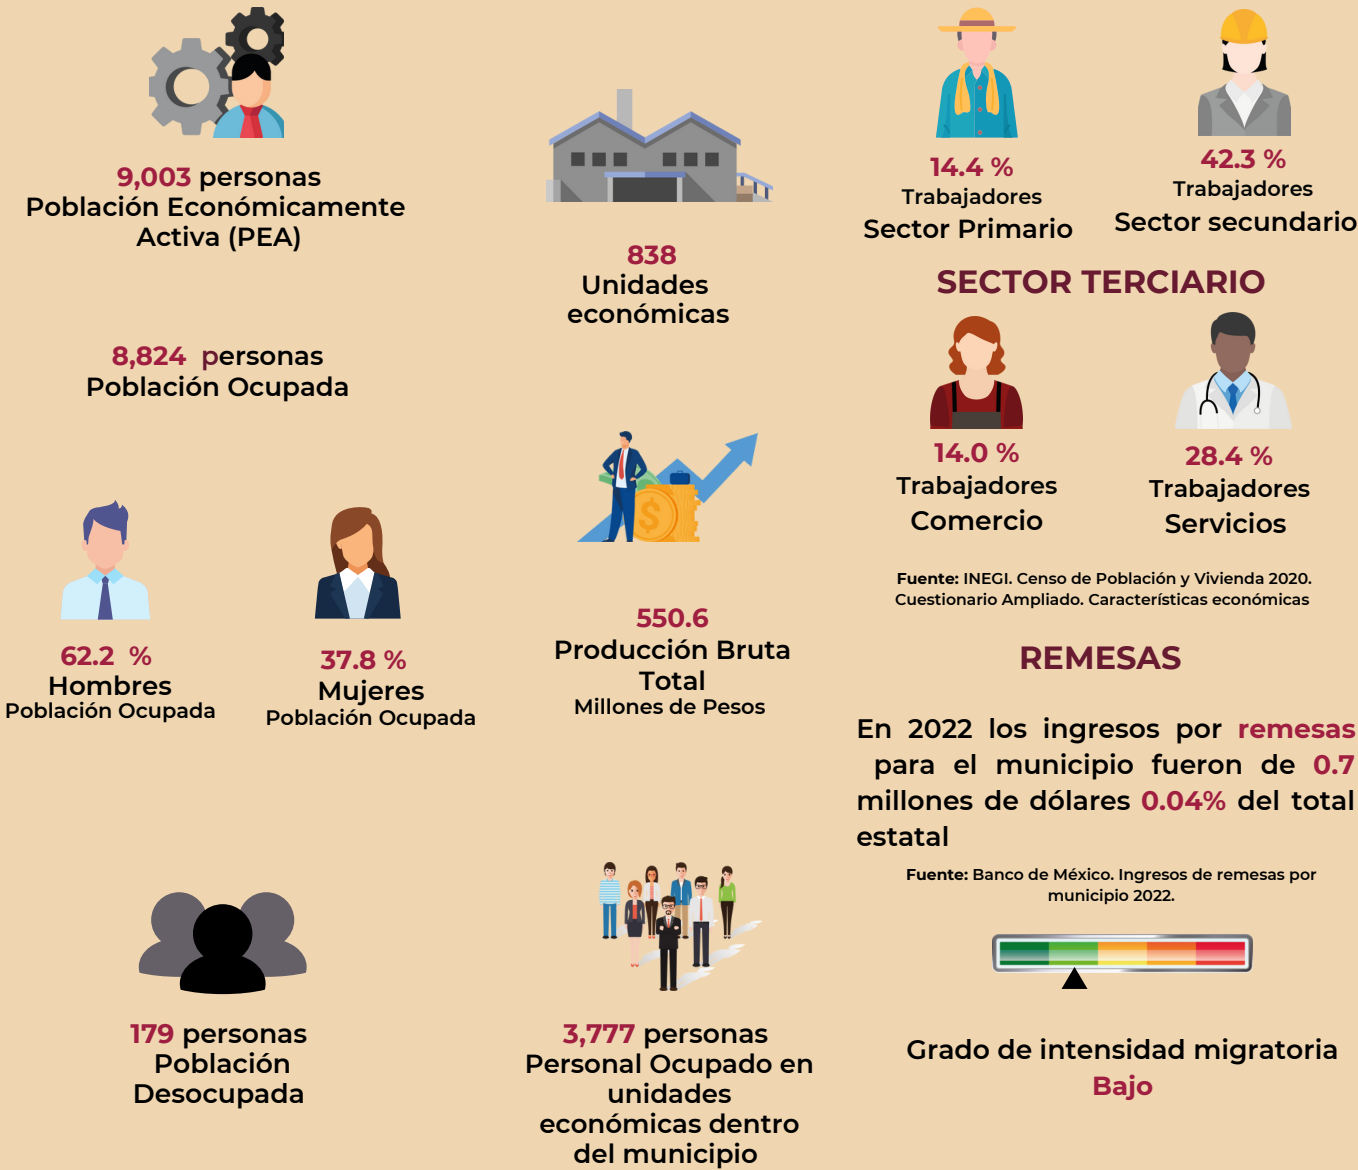 9,003 personas
Población Económicamente
Activa (PEA)
8,824 personas
Población Ocupada
62.2 %
Hombres
Población Ocupada
37.8 %
Mujeres
Población Ocupada
179 personas
Población
Desocupada
838
Unidades
económicas
$
550.6
Producción Bruta
Total
Millones de Pesos
3,777 personas
Personal Ocupado en
unidades
económicas dentro
del municipio
14.4 %
Trabajadores
Sector Primario
42.3 %
Trabajadores
Sector secundario
SECTOR TERCIARIO
14.0 %
Trabajadores
Comercio
28.4 %
Trabajadores
Servicios
Fuente: INEGI. Censo de Población y Vivienda 2020.
Cuestionario Ampliado. Características económicas
REMESAS
En 2022 los ingresos por remesas
para el municipio fueron de 0.7
millones de dólares 0.04% del total
estatal
Fuente: Banco de México. Ingresos de remesas por
municipio 2022.
Grado de intensidad migratoria
Bajo